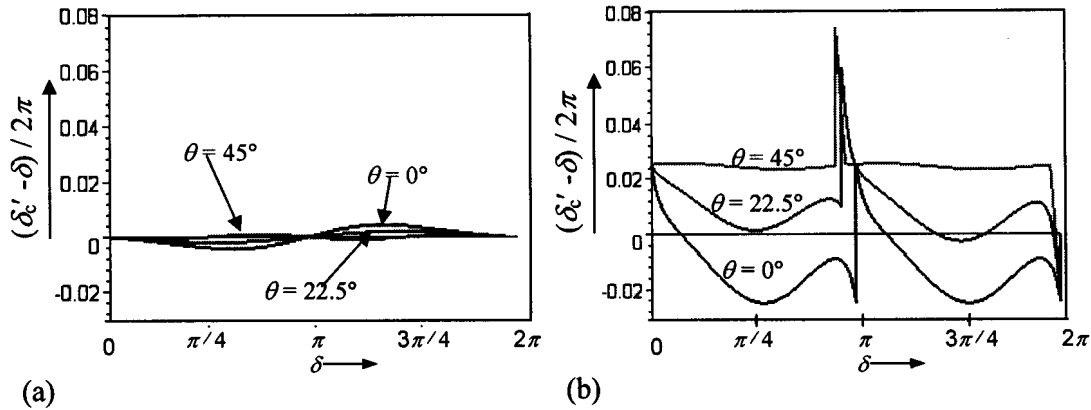 (δc′ -δ) / 2π
0.08
0.06
0.04
0.02
0
-0.02
θ = 45°
θ = 0°
θ = 22.5°
0
π/4
π
3π/4
2π
δ
(a)
(δc′ -δ) / 2π
0.08
0.06
0.04
0.02
0
-0.02
θ = 45°
θ = 22.5°
θ = 0°
0
π/4
π
3π/4
2π
δ
(b)